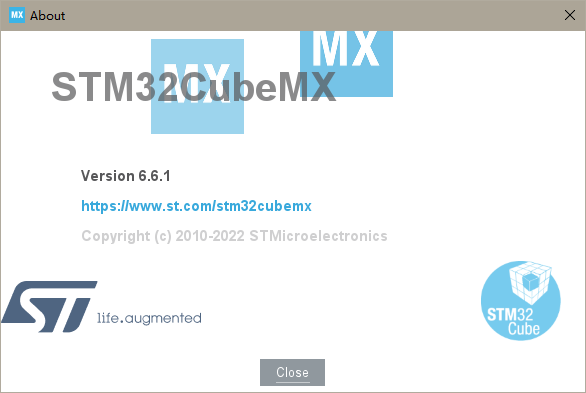 MX About
MX
STM32CubeMX
MX
Version 6.6.1
https://www.st.com/stm32cubemx
Copyright (c) 2010-2022 STMicroelectronics
ST life.augmented
STM32
Cube
Close